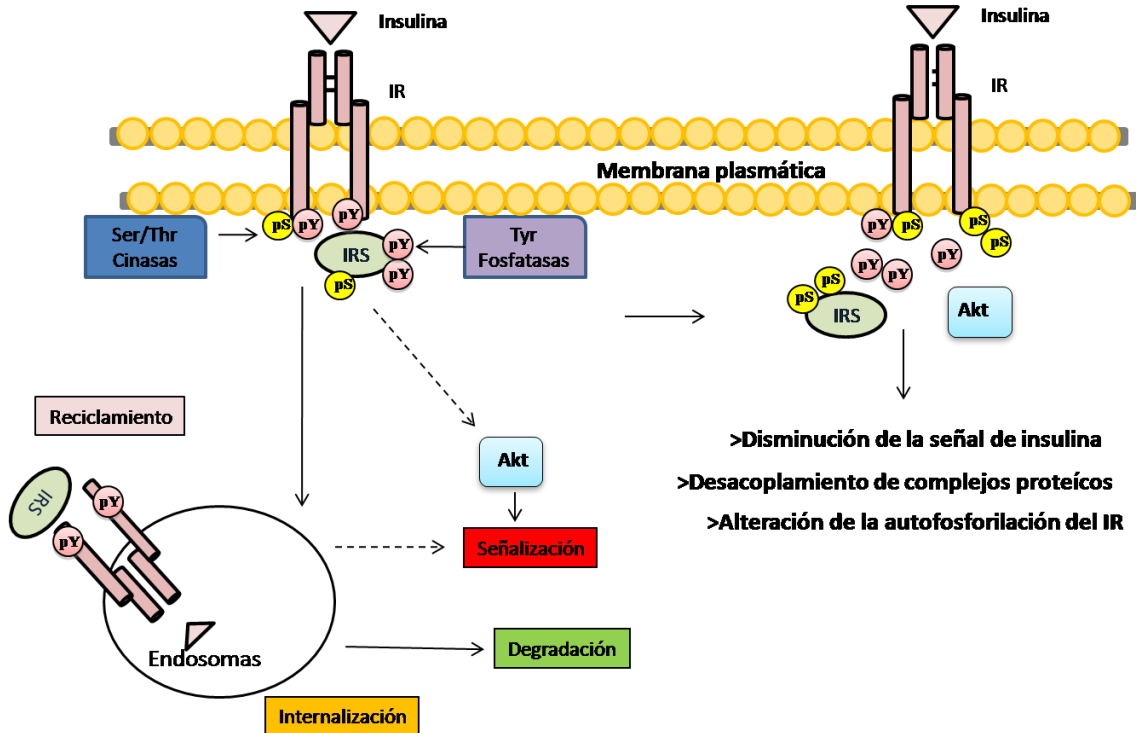 Insulina
IR
Insulina
IR
Membrana plasmática
Ser/Thr
Cinasas
pS
pY
pY
IRS
pY
pY
pS
Tyr
Fosfatasas
pY
pS
pS
pS
pY
pY
pY
pS
pS
IRS
Akt
Reciclamiento
IRS
pY
pY
Endosomas
Akt
Señalización
Degradación
Internalización
>Disminución de la señal de insulina
>Desacoplamiento de complejos proteícos
>Alteración de la autofosforilación del IR